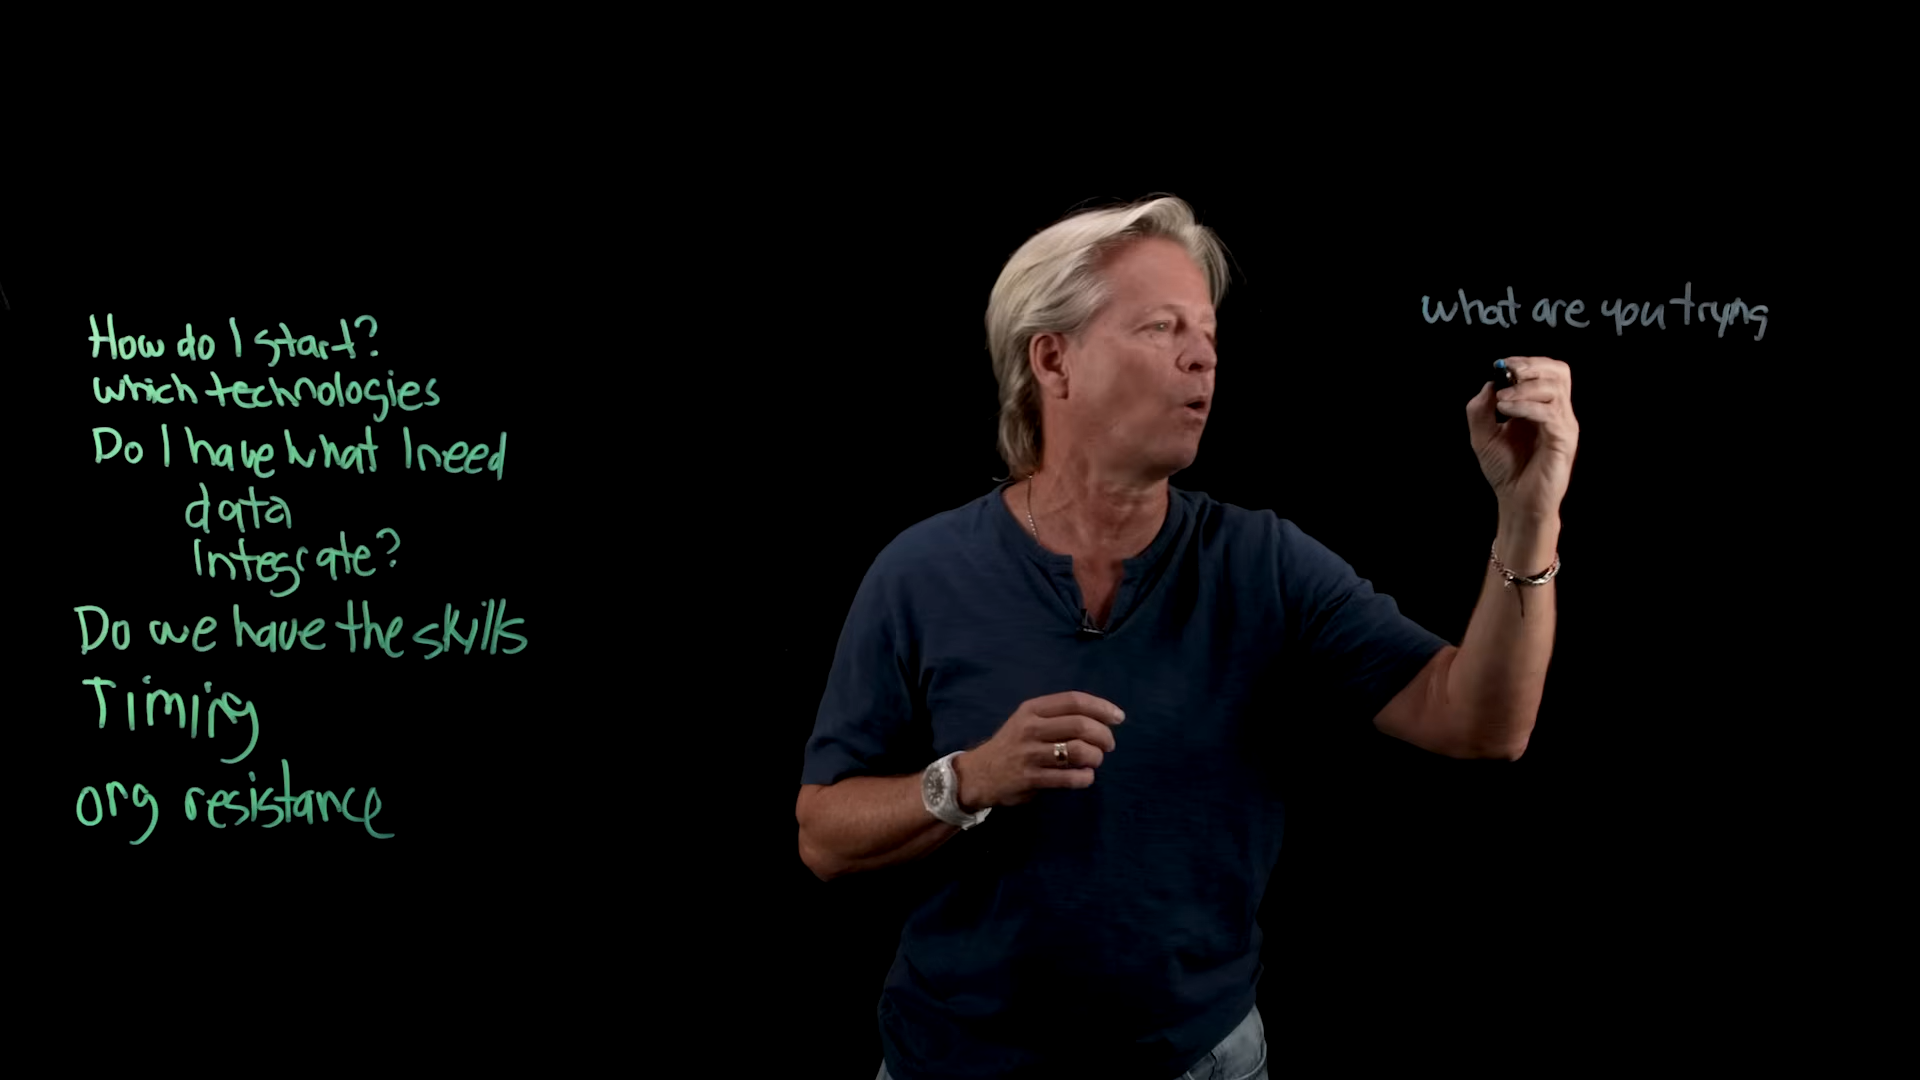 How do I start?
which technologies
Do I have what I need
data
Integrate?
Do we have the skills
Timing
org resistance
what are you trying